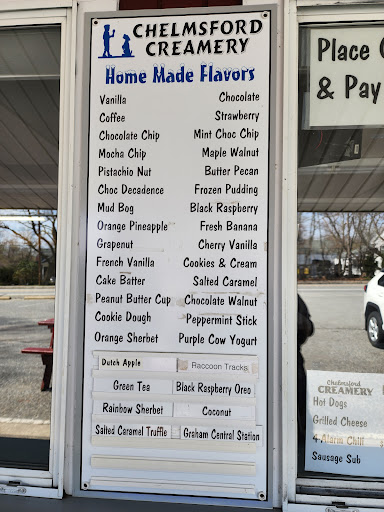 CHELMSFORD
CREAMERY
Home Made Flavors
Vanilla Chocolate
Coffee Strawberry
Chocolate Chip Mint Choc Chip
Mocha Chip Maple Walnut
Pistachio Nut Butter Pecan
Choc Decadence Frozen Pudding
Mud Bog Black Raspberry
Orange Pineapple Fresh Banana
Grapenut Cherry Vanilla
French Vanilla Cookies & Cream
Cake Batter Salted Caramel
Peanut Butter Cup Chocolate Walnut
Cookie Dough Peppermint Stick
Orange Sherbet Purple Cow Yogurt
Dutch Apple Raccoon Tracks
Green Tea Black Raspberry Oreo
Rainbow Sherbet Coconut
Salted Caramel Truffle Graham Central Station
Place
& Pay
Chelmsford
CREAMERY
Hot Dogs
Grilled Cheese
4-Alarm Chili
Sausage Sub